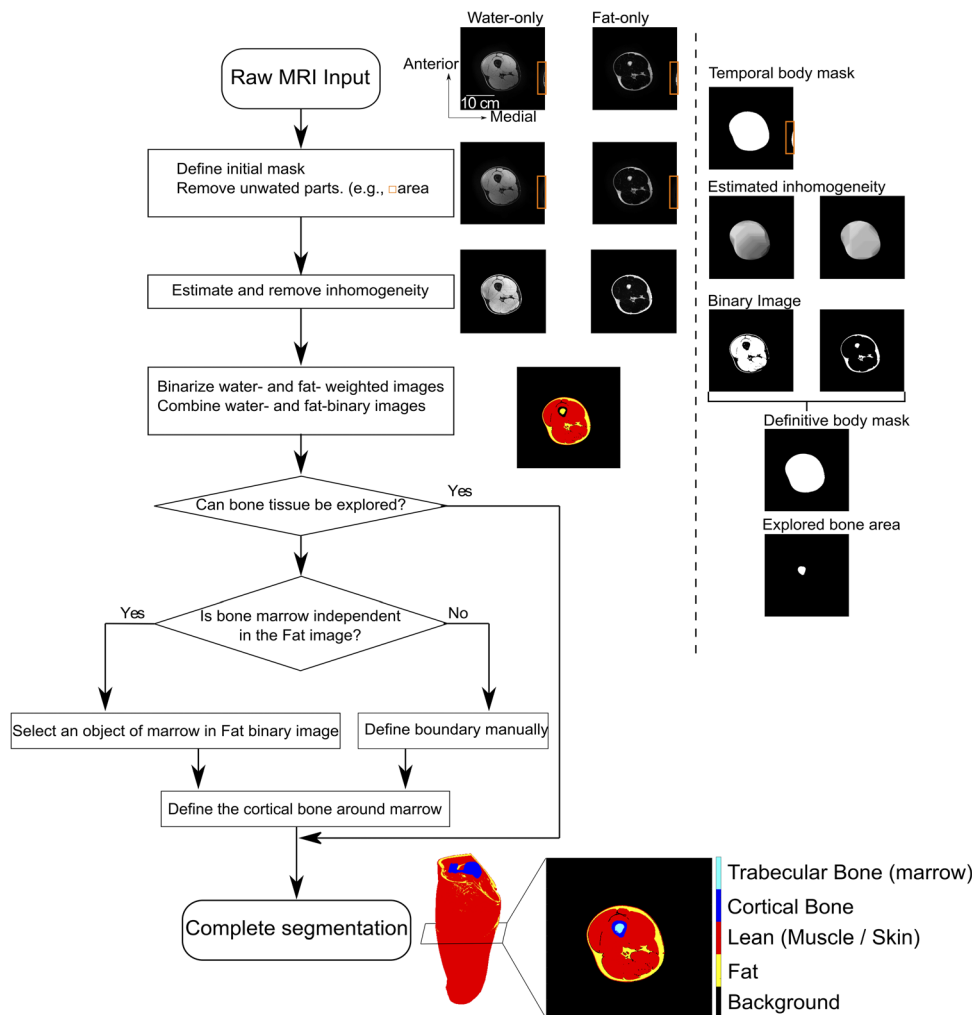 Water-only
Fat-only
Raw MRI Input
Anterior
10 cm
Medial
Temporal body mask
Define initial mask
Remove unwated parts. (e.g., □area
Estimated inhomogeneity
Estimate and remove inhomogeneity
Binary Image
Binarize water- and fat- weighted images
Combine water- and fat-binary images
Definitive body mask
Can bone tissue be explored?
Yes
Explored bone area
Yes
Is bone marrow independent
in the Fat image?
No
Select an object of marrow in Fat binary image
Define boundary manually
Define the cortical bone around marrow
Complete segmentation
Trabecular Bone (marrow)
Cortical Bone
Lean (Muscle / Skin)
Fat
Background